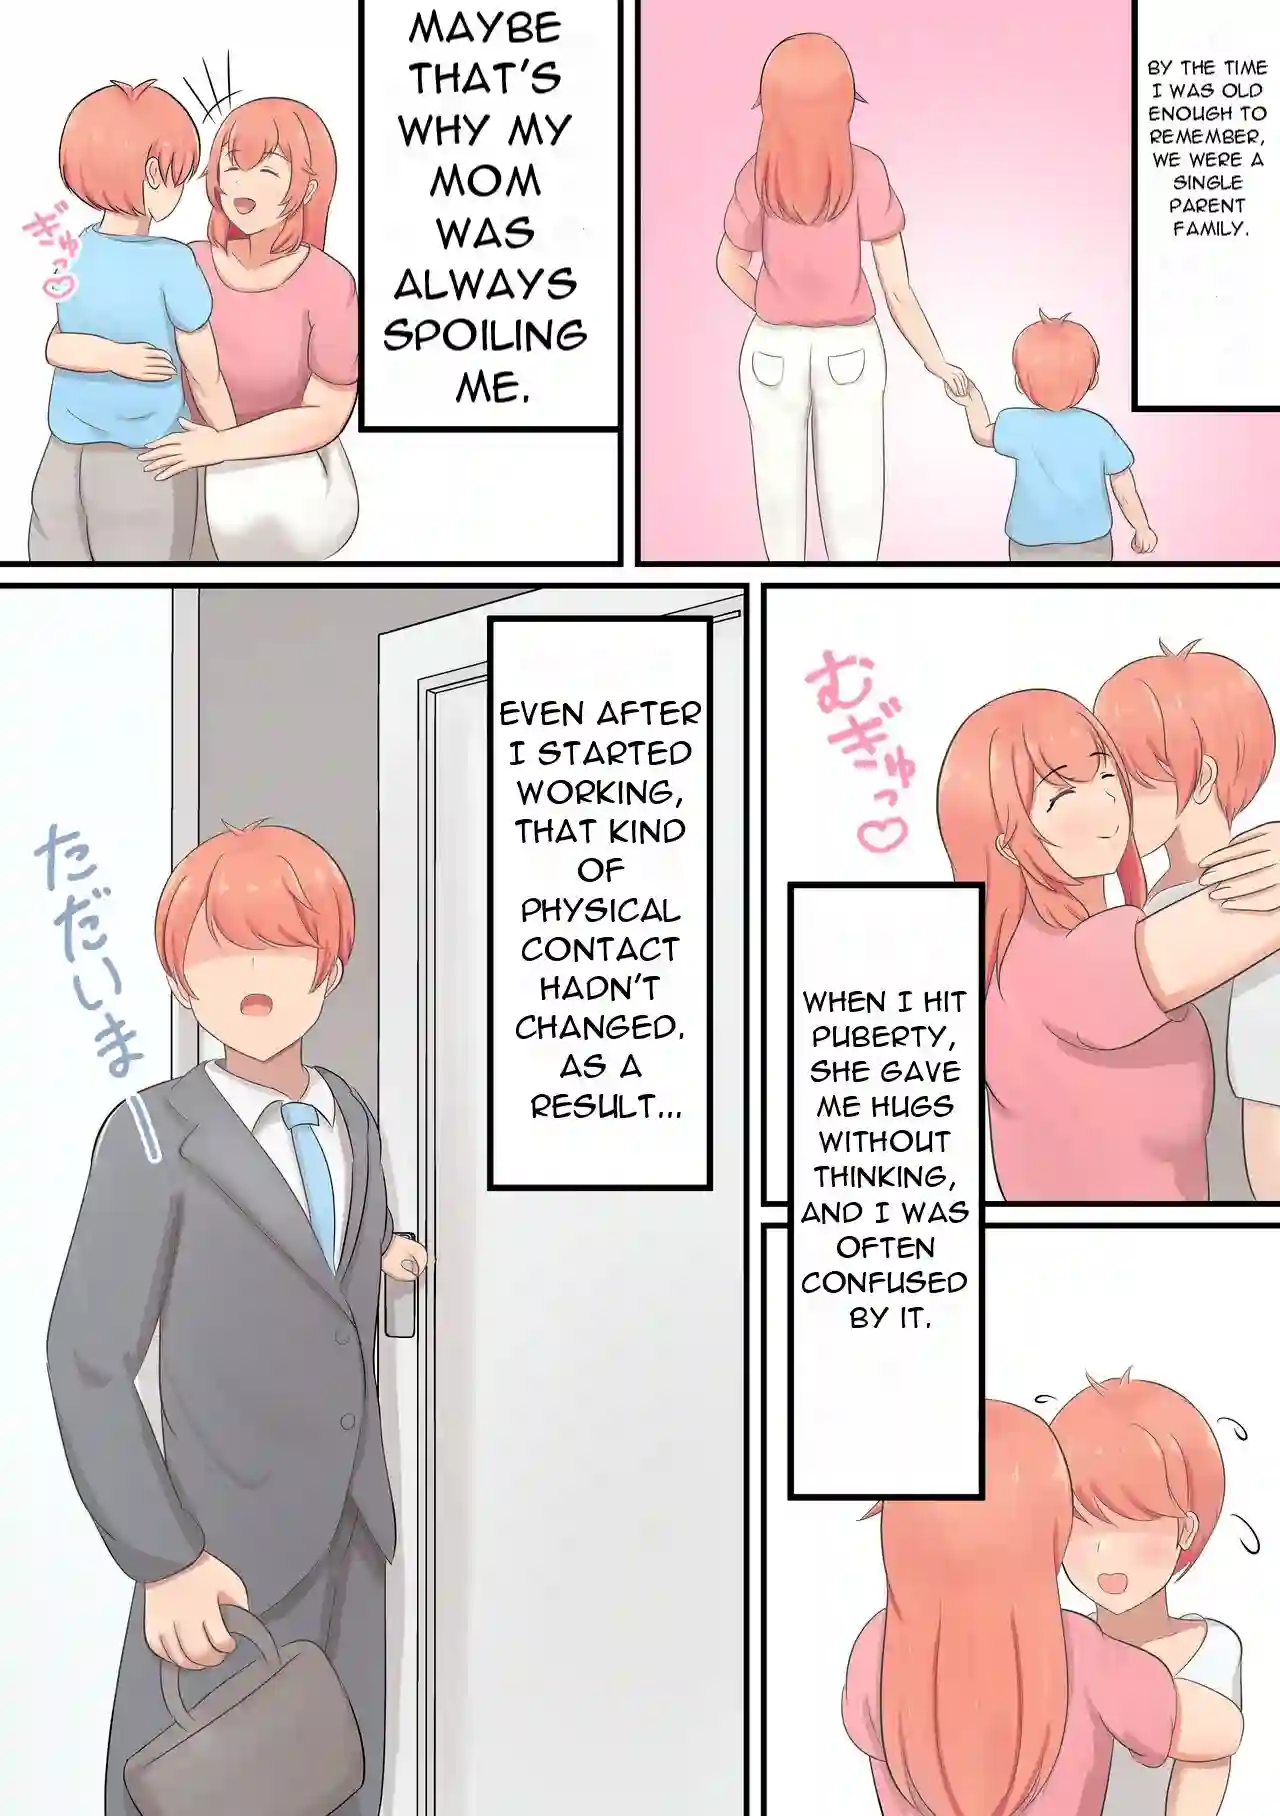 BY THE TIME
I WAS OLD
ENOUGH TO
REMEMBER,
WE WERE A
SINGLE
PARENT
FAMILY.
MAYBE
THAT'S
WHY MY
MOM
WAS
ALWAYS
SPOILING
ME.
ぎゅっ♡
むぎゅっ♡
WHEN I HIT
PUBERTY,
SHE GAVE
ME HUGS
WITHOUT
THINKING,
AND I WAS
OFTEN
CONFUSED
BY IT.
EVEN AFTER
I STARTED
WORKING,
THAT KIND
OF
PHYSICAL
CONTACT
HADN'T
CHANGED.
AS A
RESULT...
ただいまー